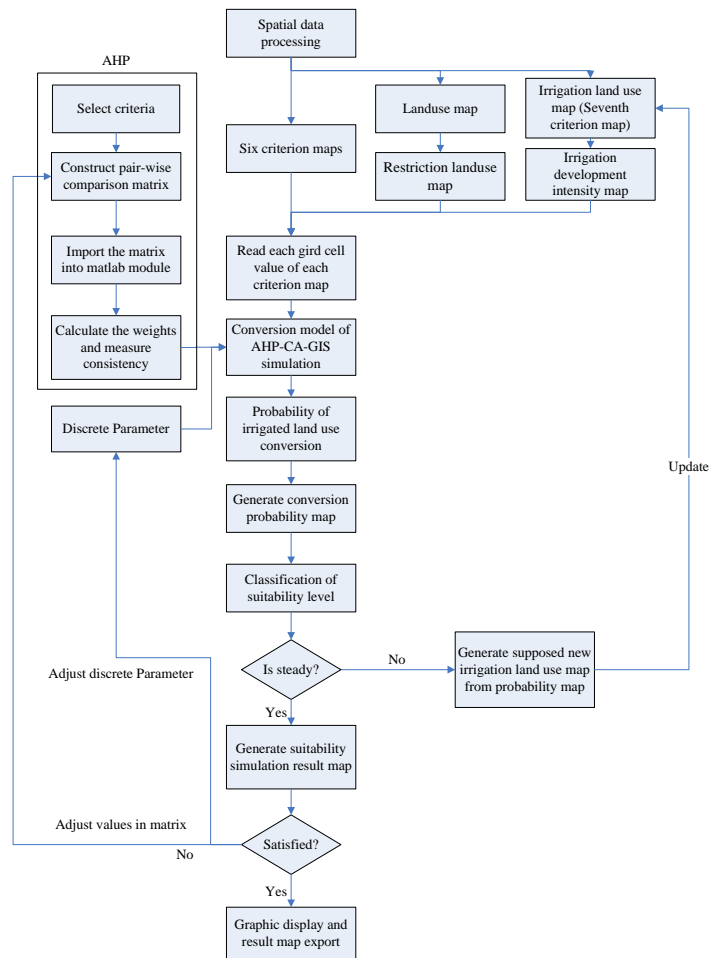 Spatial data
processing
AHP
Select criteria
Construct pair-wise
comparison matrix
Import the matrix
into matlab module
Calculate the weights
and measure
consistency
Six criterion maps
Landuse map
Restriction landuse
map
Irrigation land use
map (Seventh
criterion map)
Irrigation
development
intensity map
Read each gird cell
value of each
criterion map
Conversion model of
AHP-CA-GIS
simulation
Discrete Parameter
Probability of
irrigated land use
conversion
Update
Generate conversion
probability map
Classification of
suitability level
Is steady?
No
Generate supposed new
irrigation land use map
from probability map
Adjust discrete Parameter
Yes
Generate suitability
simulation result map
Adjust values in matrix
Satisfied?
No
Yes
Graphic display and
result map export